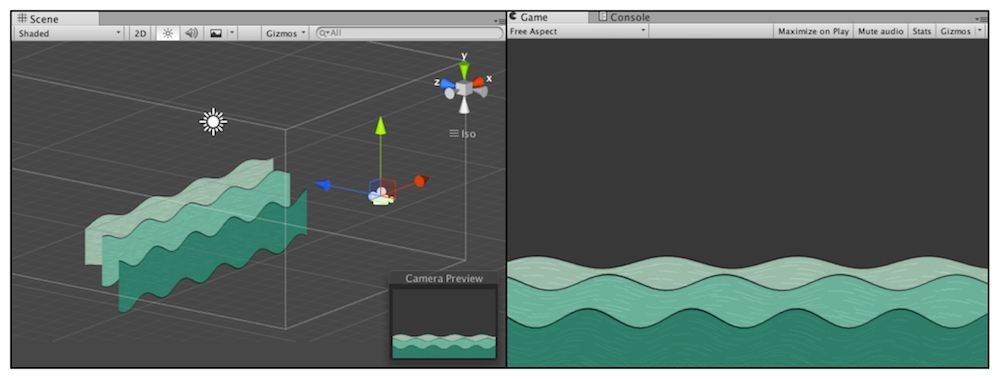 Scene
Shaded 2D Gizmos All
y
z x
Iso
Camera Preview
Game Console
Free Aspect Maximize on Play Mute audio Stats Gizmos